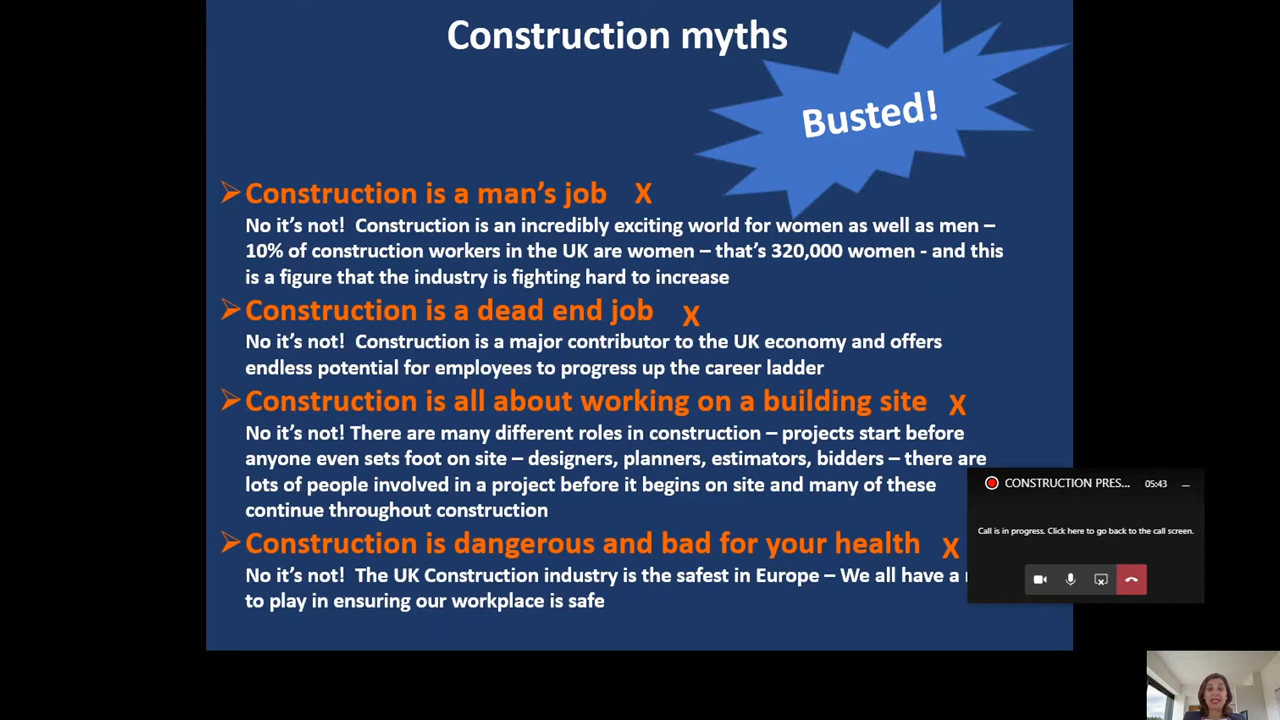 Construction myths
Busted!
➢ Construction is a man's job X
No it's not! Construction is an incredibly exciting world for women as well as men –
10% of construction workers in the UK are women – that's 320,000 women - and this
is a figure that the industry is fighting hard to increase
➢ Construction is a dead end job X
No it's not! Construction is a major contributor to the UK economy and offers
endless potential for employees to progress up the career ladder
➢ Construction is all about working on a building site X
No it's not! There are many different roles in construction – projects start before
anyone even sets foot on site – designers, planners, estimators, bidders – there are
lots of people involved in a project before it begins on site and many of these
continue throughout construction
➢ Construction is dangerous and bad for your health X
No it's not! The UK Construction industry is the safest in Europe – We all have a
to play in ensuring our workplace is safe
CONSTRUCTION PRES... 05:43
Call is in progress. Click here to go back to the call screen.